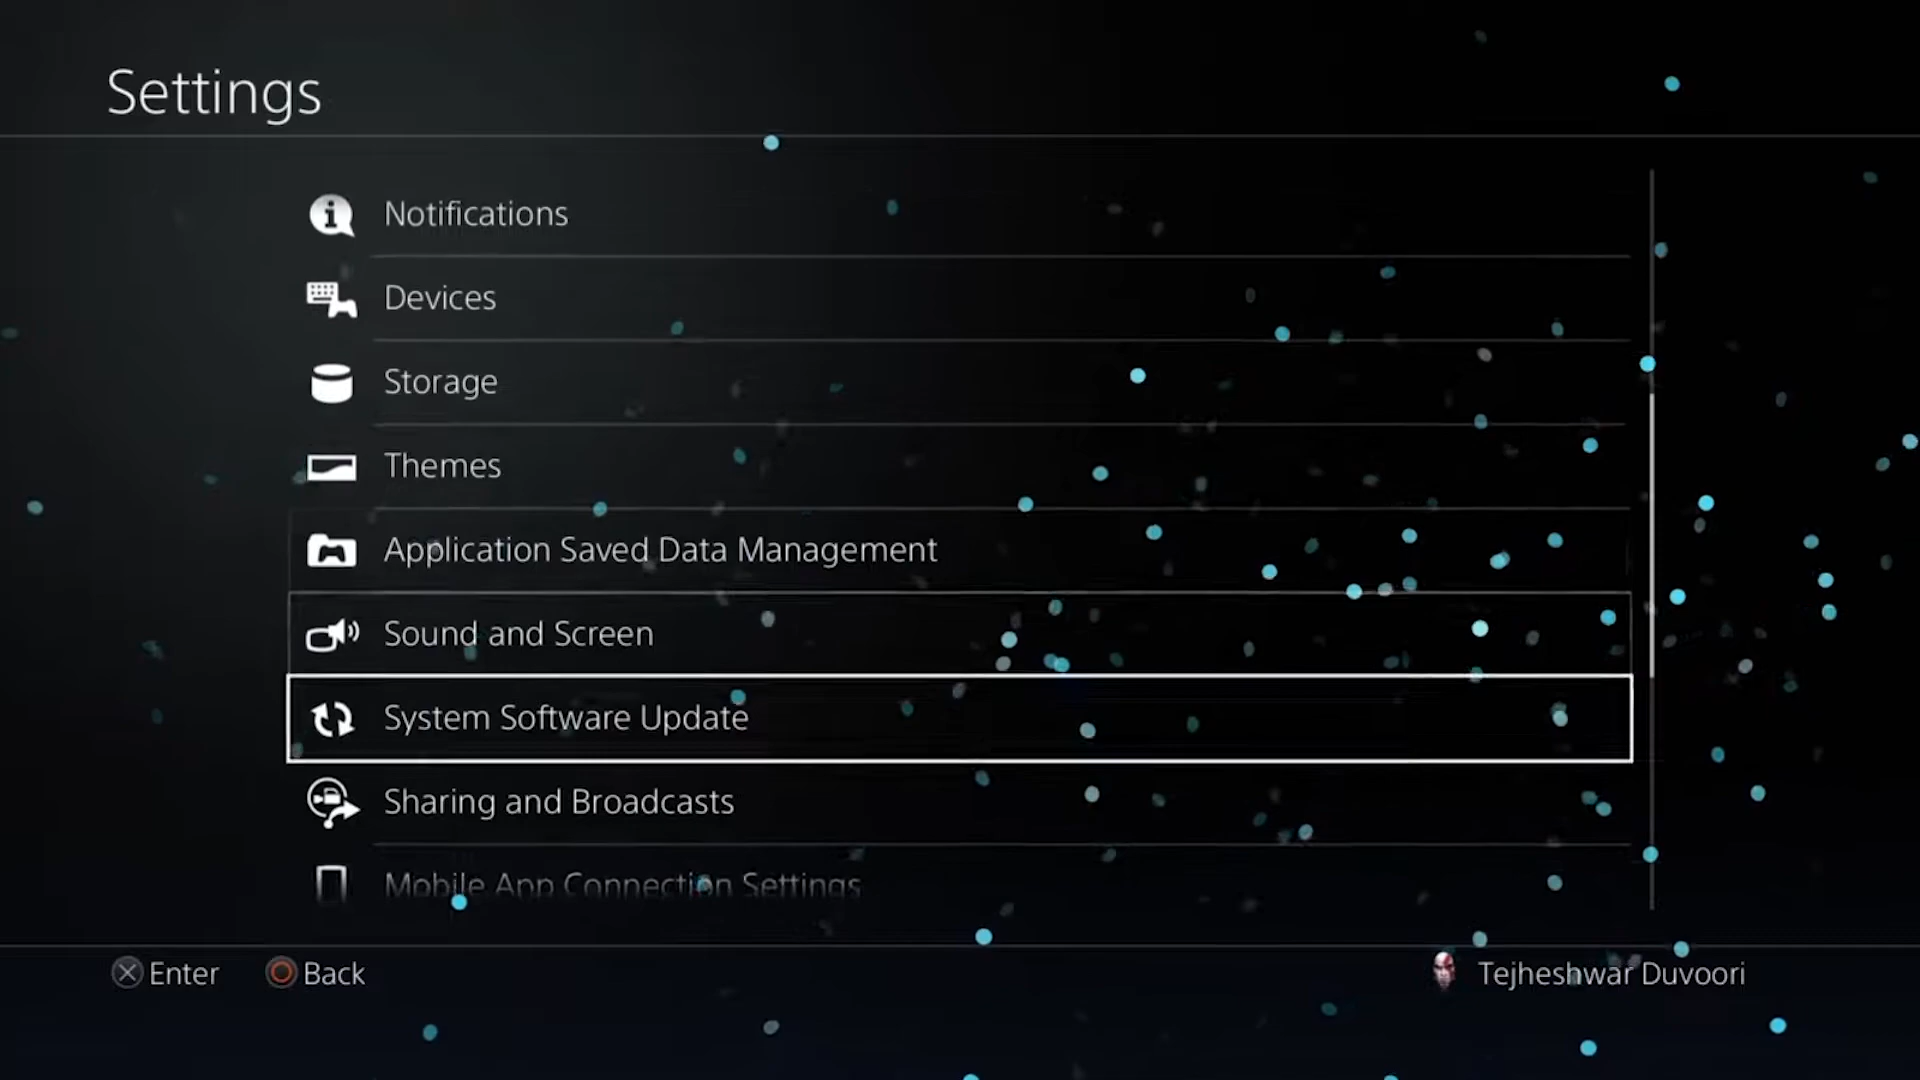 Settings
Notifications
Devices
Storage
Themes
Application Saved Data Management
Sound and Screen
System Software Update
Sharing and Broadcasts
Mobile App Connection Settings
Enter Back Tejheshwar Duvoori